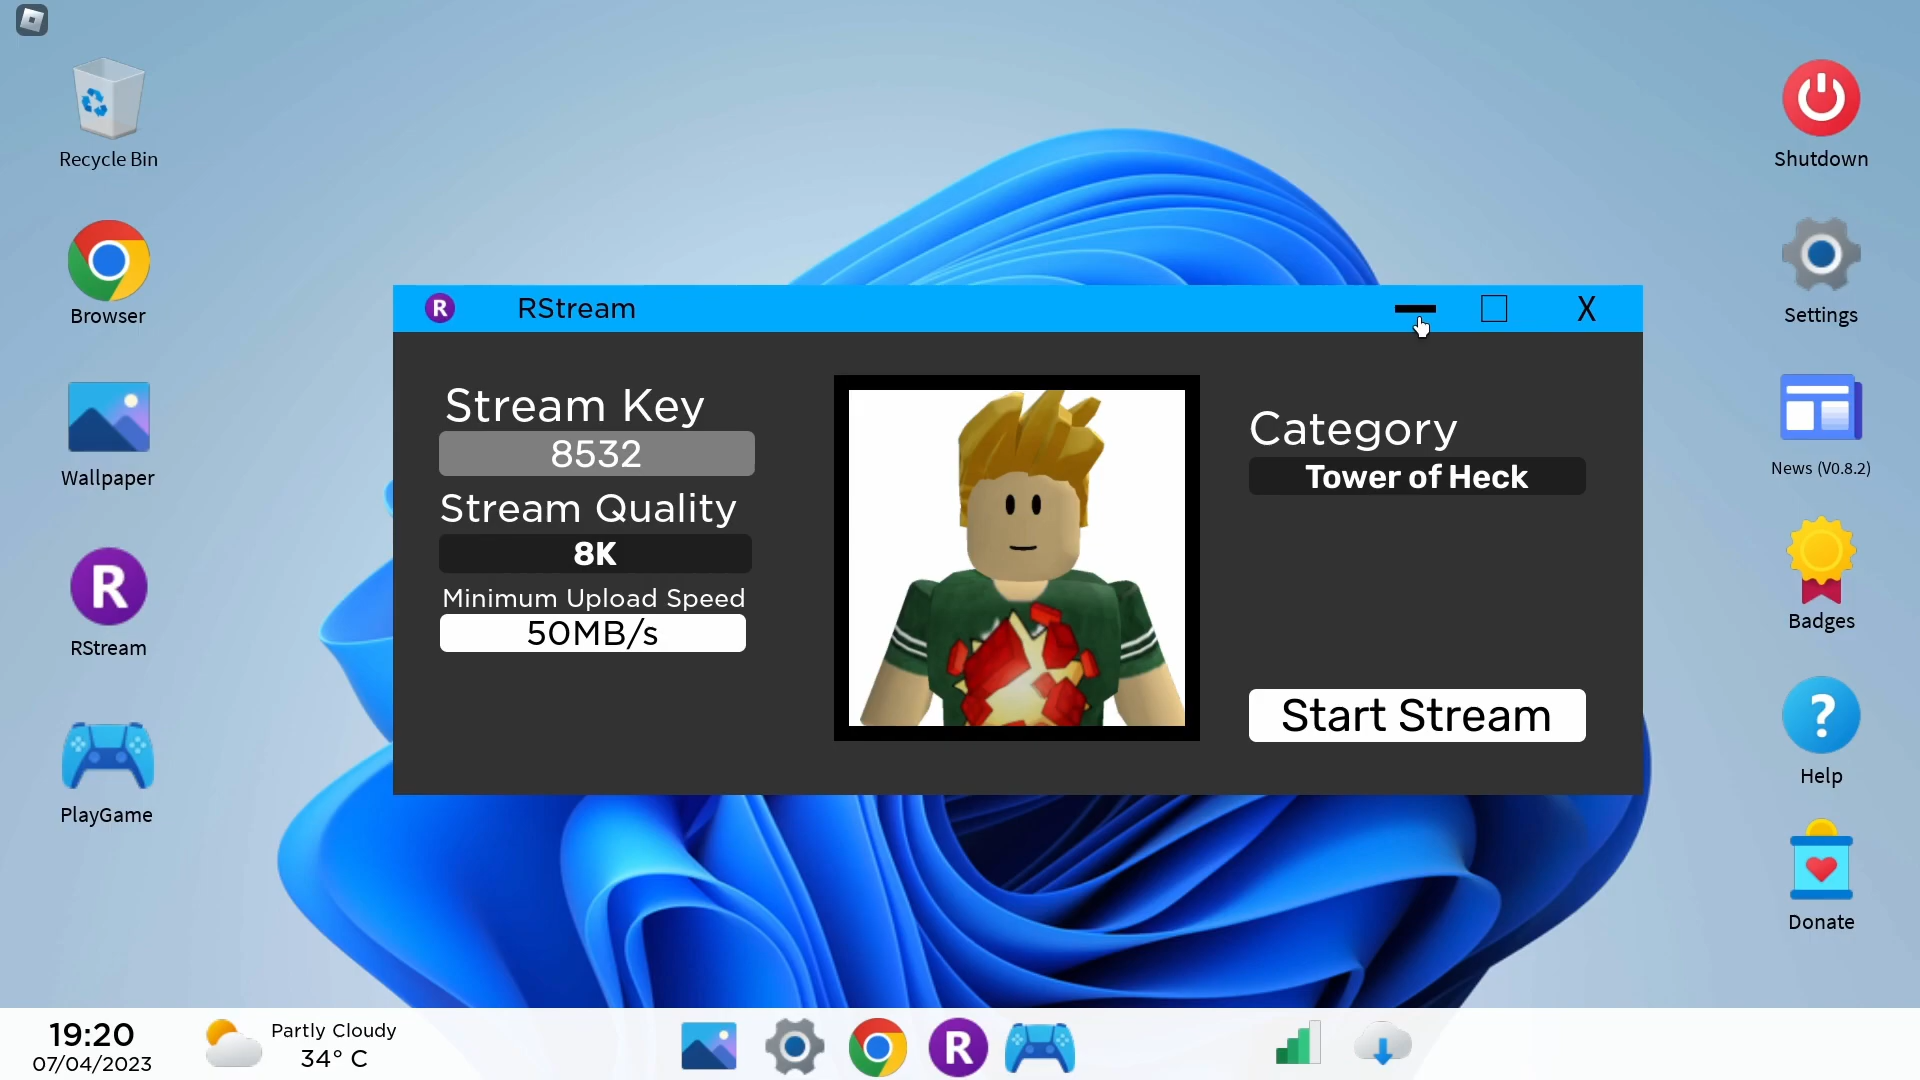 Recycle Bin
Browser
Wallpaper
R
RStream
PlayGame
R
RStream
X
Stream Key
8532
Stream Quality
8K
Minimum Upload Speed
50MB/s
Category
Tower of Heck
Start Stream
Shutdown
Settings
News (V0.8.2)
Badges
?
Help
Donate
19:20
07/04/2023
Partly Cloudy
34° C
R